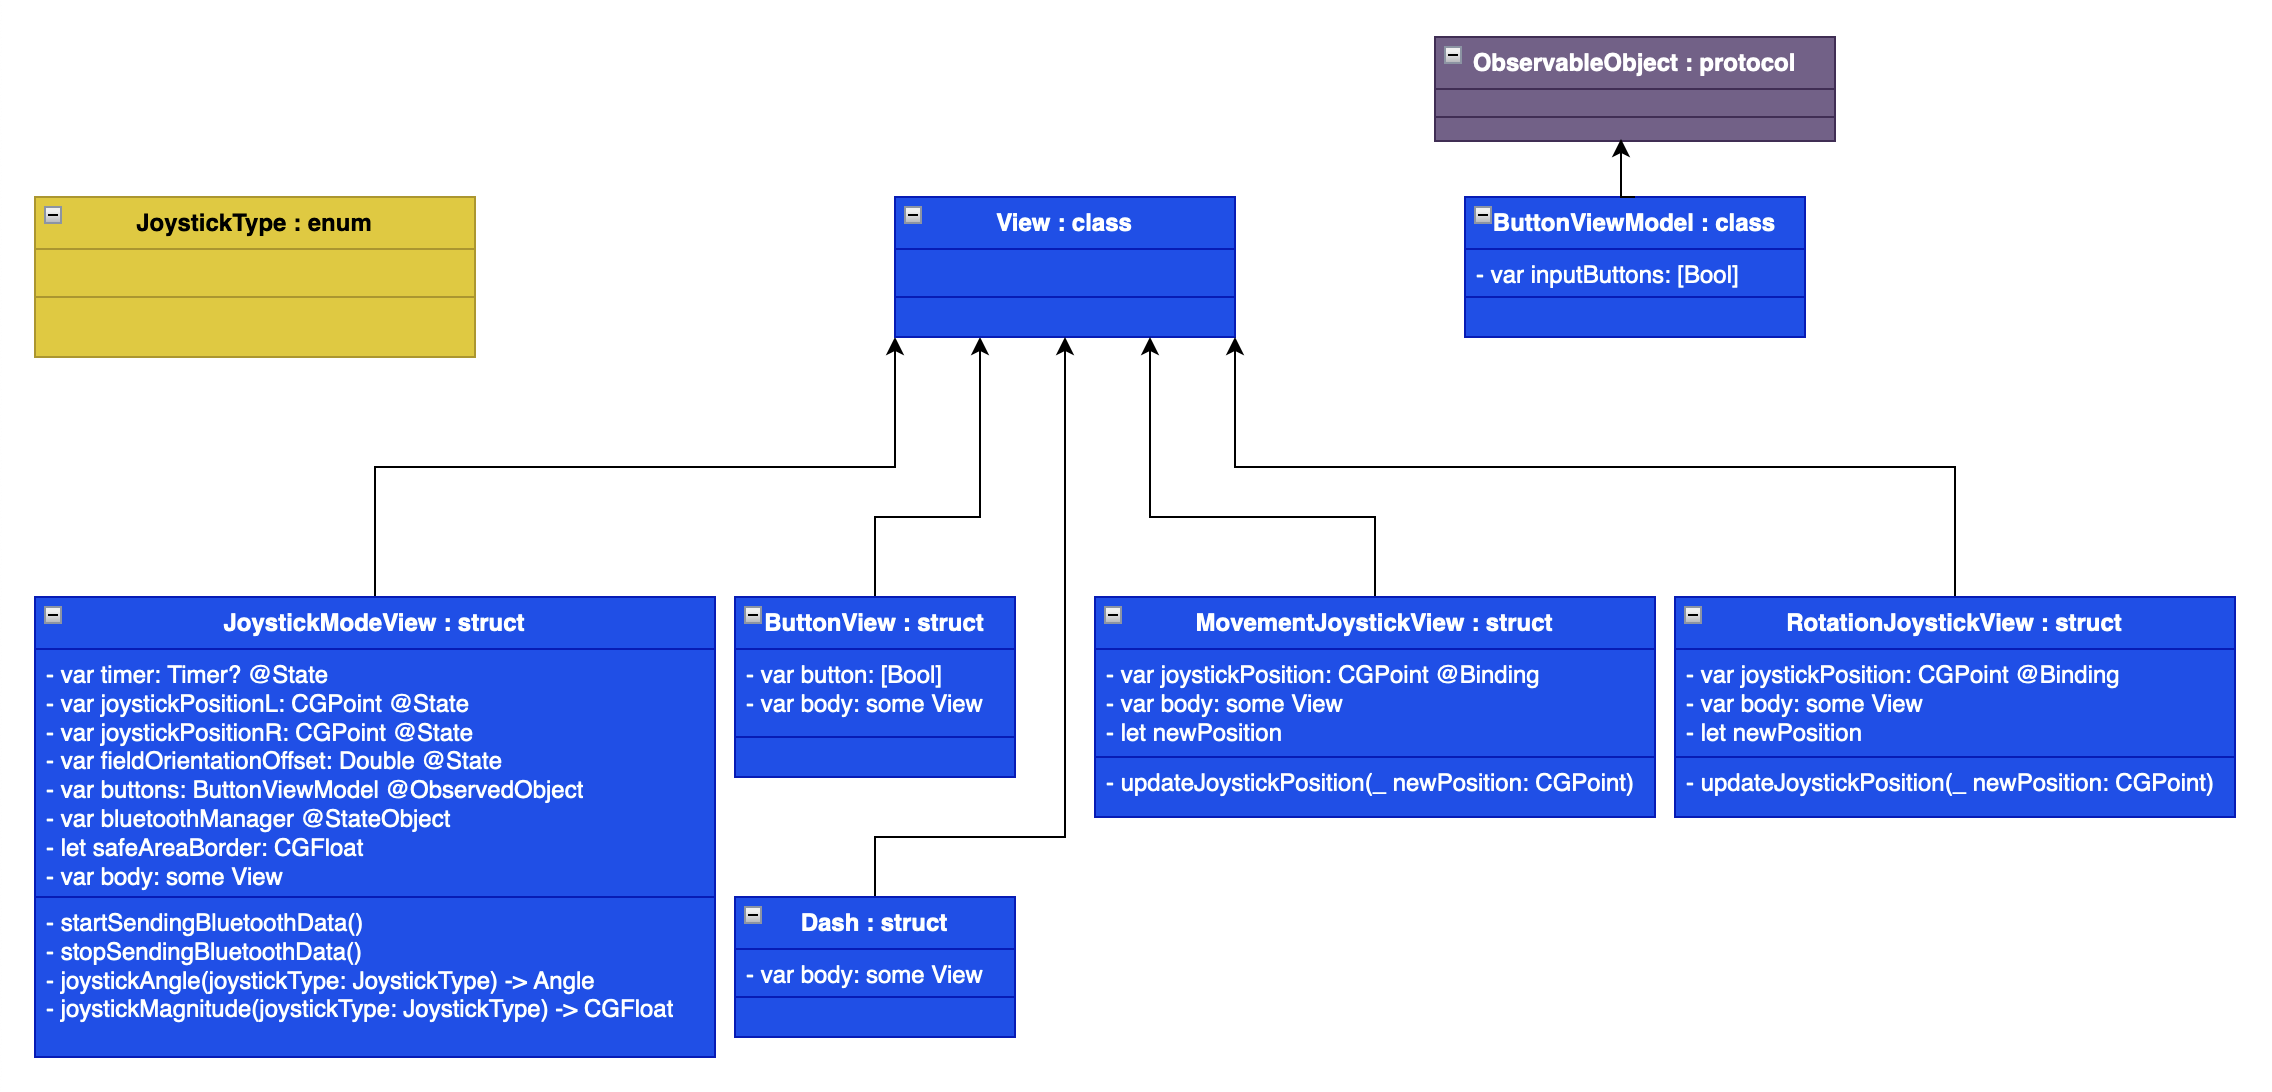 ObservableObject : protocol
JoystickType : enum
View : class
ButtonViewModel : class
- var inputButtons: [Bool]
JoystickModeView : struct
- var timer: Timer? @State
- var joystickPositionL: CGPoint @State
- var joystickPositionR: CGPoint @State
- var fieldOrientationOffset: Double @State
- var buttons: ButtonViewModel @ObservedObject
- var bluetoothManager @StateObject
- let safeAreaBorder: CGFloat
- var body: some View
- startSendingBluetoothData()
- stopSendingBluetoothData()
- joystickAngle(joystickType: JoystickType) -> Angle
- joystickMagnitude(joystickType: JoystickType) -> CGFloat
ButtonView : struct
- var button: [Bool]
- var body: some View
Dash : struct
- var body: some View
MovementJoystickView : struct
- var joystickPosition: CGPoint @Binding
- var body: some View
- let newPosition
- updateJoystickPosition(_ newPosition: CGPoint)
RotationJoystickView : struct
- var joystickPosition: CGPoint @Binding
- var body: some View
- let newPosition
- updateJoystickPosition(_ newPosition: CGPoint)